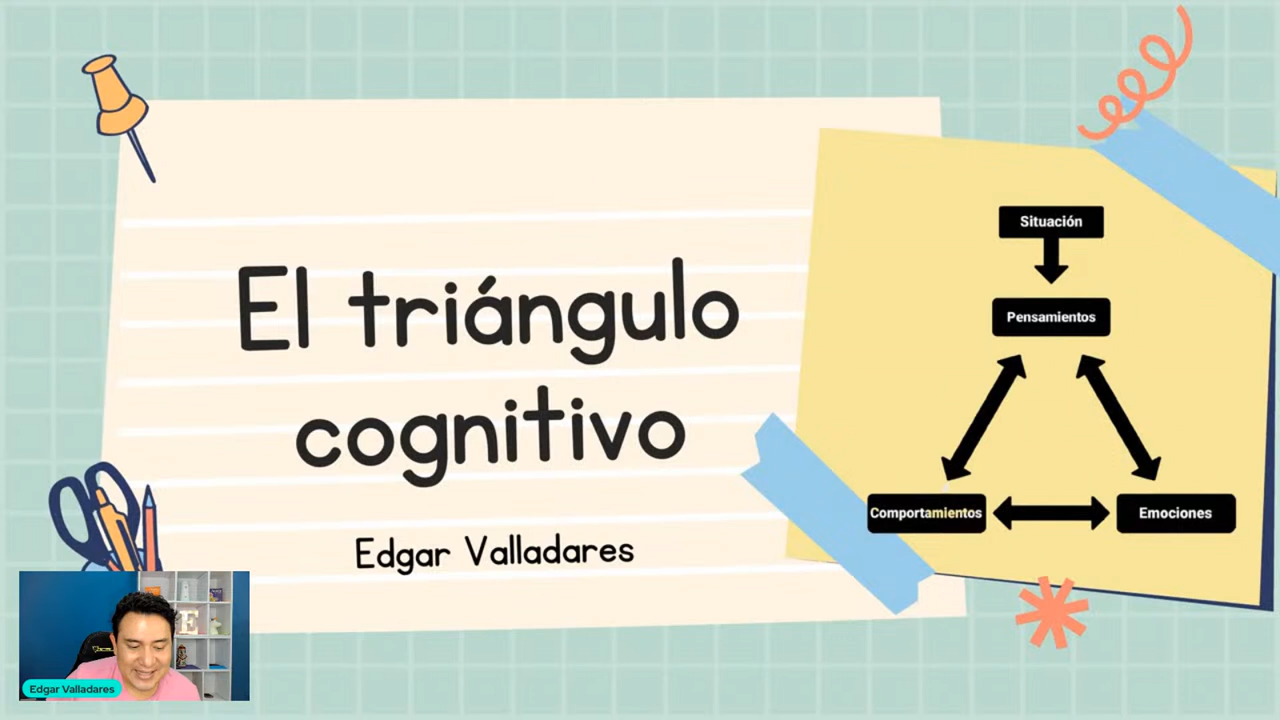 El triángulo
cognitivo
Edgar Valladares
Situación
Pensamientos
Comportamientos
Emociones
E
Edgar Valladares